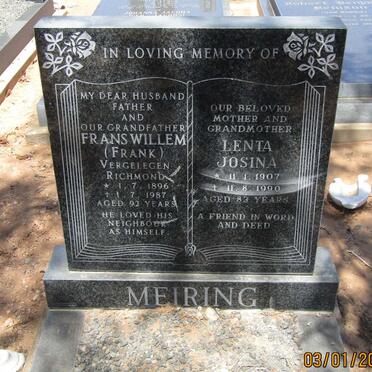 IN LOVING MEMORY OF
MY DEAR HUSBAND
FATHER
AND
OUR GRANDFATHER
FRANS WILLEM
(FRANK)
VERGELEGEN
RICHMOND
* 1.7.1896
† 1.7.1987
AGED 92 YEARS
HE LOVED HIS
NEIGHBOUR
AS HIMSELF
OUR BELOVED
MOTHER AND
GRANDMOTHER
LENTA
JOSINA
* 11.1.1907
† 11.8.1990
AGED 83 YEARS
A FRIEND IN WORD
AND DEED
MEIRING
03/01/20